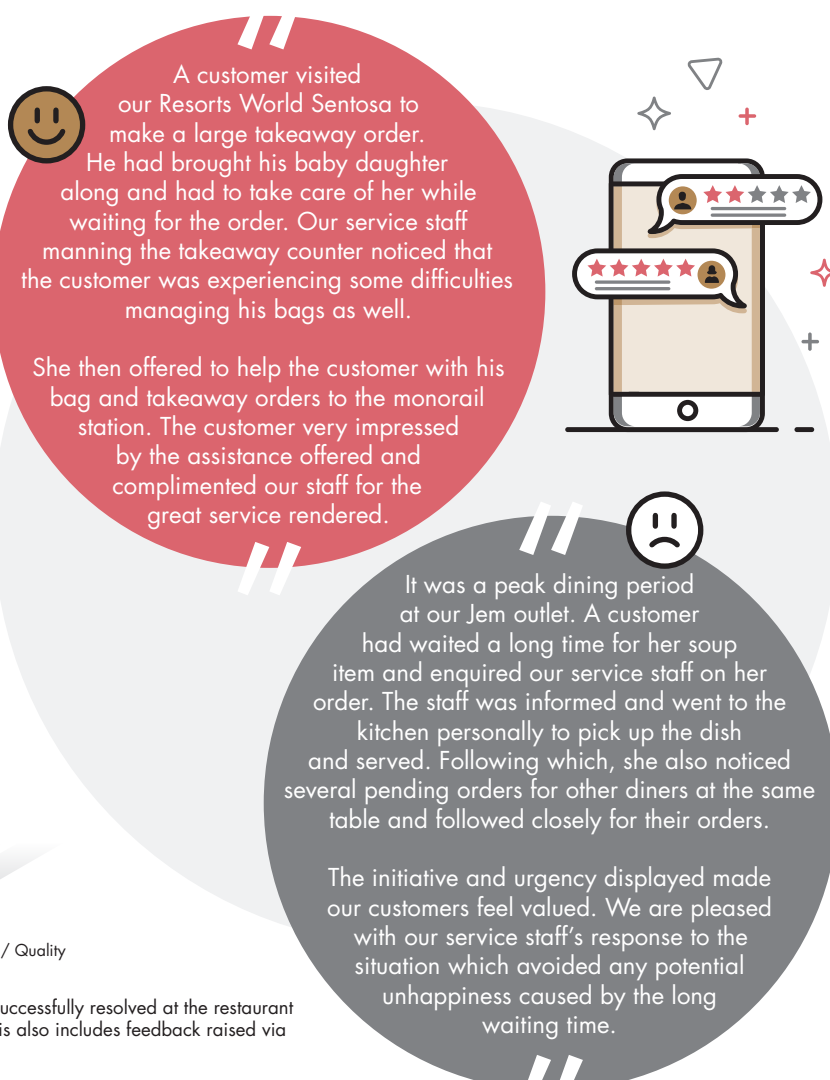 A customer visited
our Resorts World Sentosa to
make a large takeaway order.
He had brought his baby daughter
along and had to take care of her while
waiting for the order. Our service staff
manning the takeaway counter noticed that
the customer was experiencing some difficulties
managing his bags as well.
She then offered to help the customer with his
bag and takeaway orders to the monorail
station. The customer very impressed
by the assistance offered and
complimented our staff for the
great service rendered.
It was a peak dining period
at our Jem outlet. A customer
had waited a long time for her soup
item and enquired our service staff on her
order. The staff was informed and went to the
kitchen personally to pick up the dish
and served. Following which, she also noticed
several pending orders for other diners at the same
table and followed closely for their orders.
The initiative and urgency displayed made
our customers feel valued. We are pleased
with our service staff’s response to the
situation which avoided any potential
unhappiness caused by the long
waiting time.
/ Quality
uccessfully resolved at the restaurant
is also includes feedback raised via